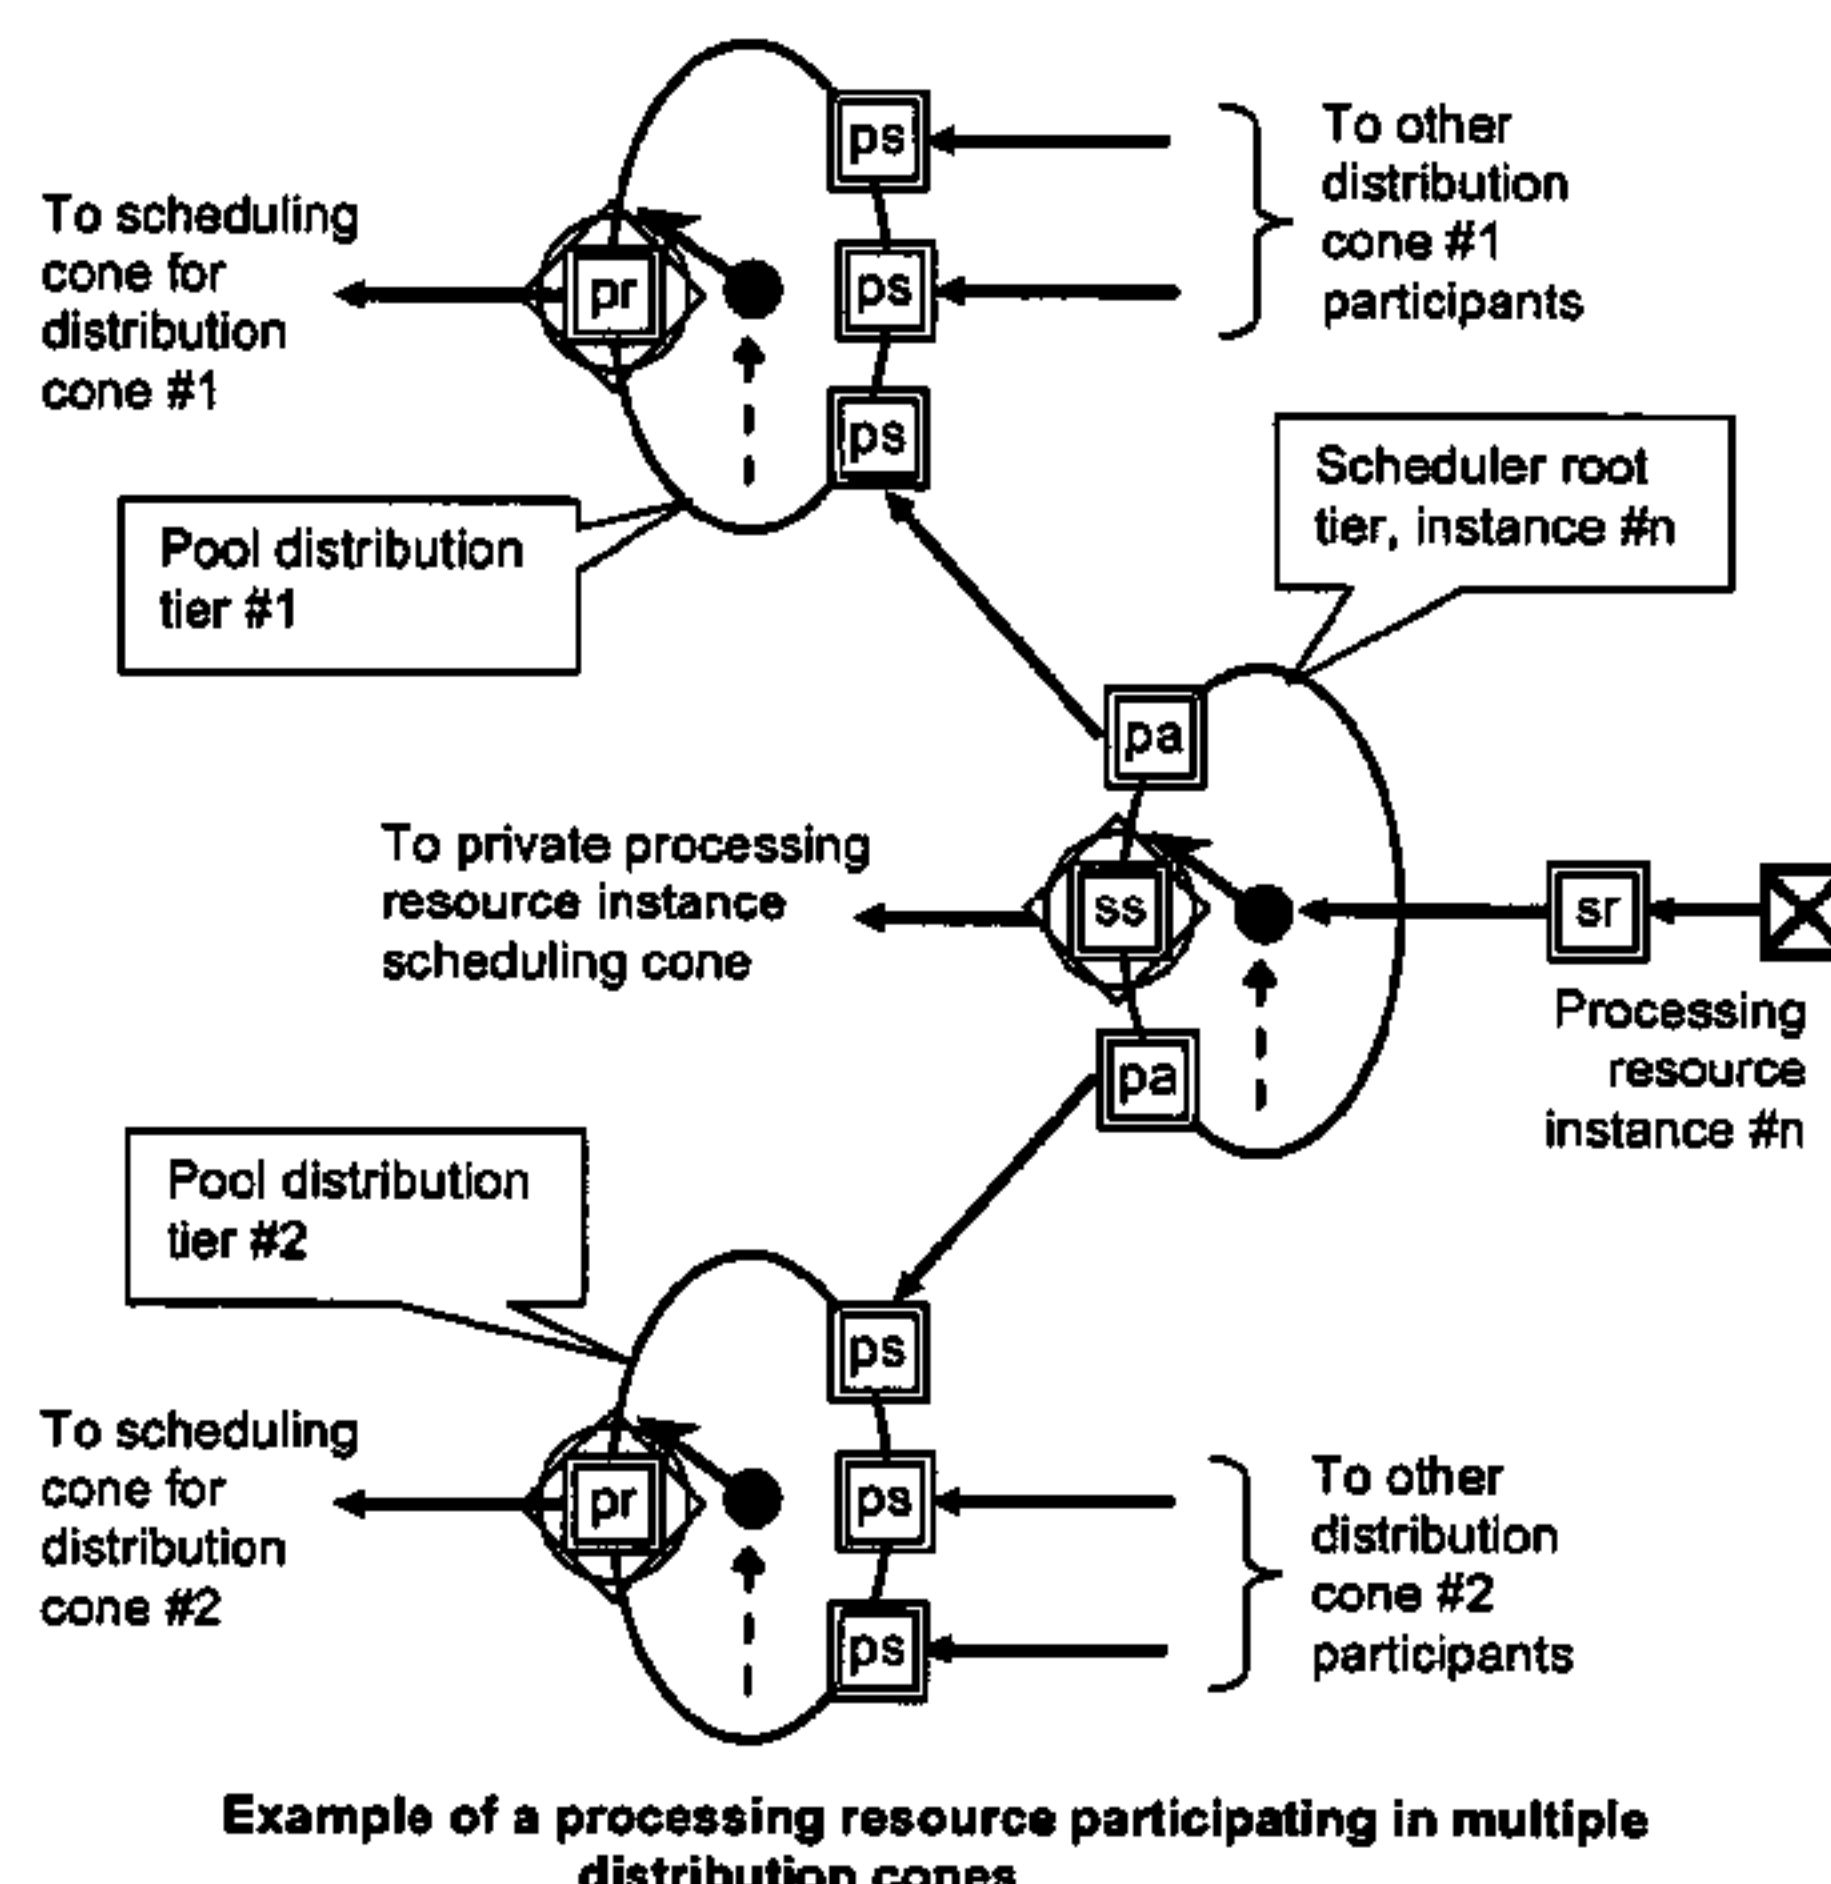 ps
To other
distribution
cone #1
participants
To scheduling
cone for
distribution
cone #1
pr
ps
ps
Pool distribution
tier #1
Scheduler root
tier, instance #n
pa
To private processing
resource instance
scheduling cone
ss
sr
Processing
resource
instance #n
pa
Pool distribution
tier #2
ps
To scheduling
cone for
distribution
cone #2
pr
ps
To other
distribution
cone #2
participants
ps
Example of a processing resource participating in multiple
distribution cones